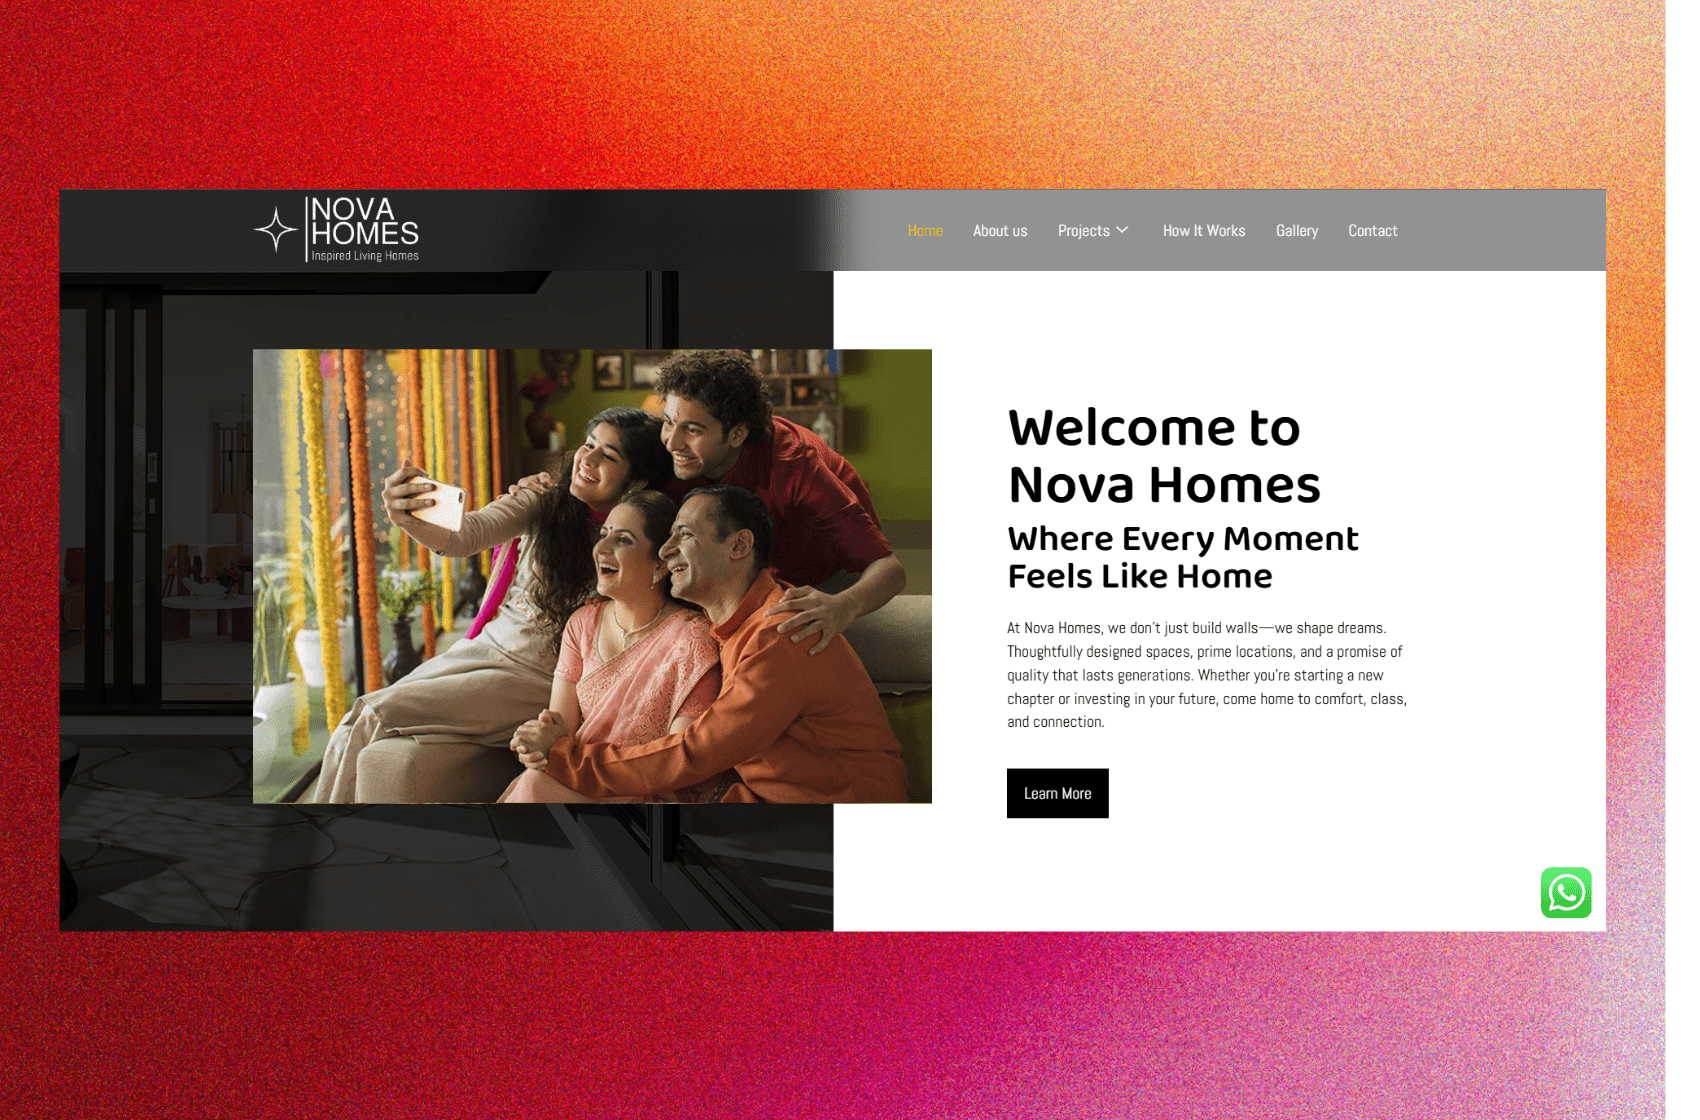 NOVA
HOMES
Inspired Living Homes
Home About us Projects How It Works Gallery Contact
Welcome to
Nova Homes
Where Every Moment
Feels Like Home
At Nova Homes, we don't just build walls—we shape dreams.
Thoughtfully designed spaces, prime locations, and a promise of
quality that lasts generations. Whether you're starting a new
chapter or investing in your future, come home to comfort, class,
and connection.
Learn More